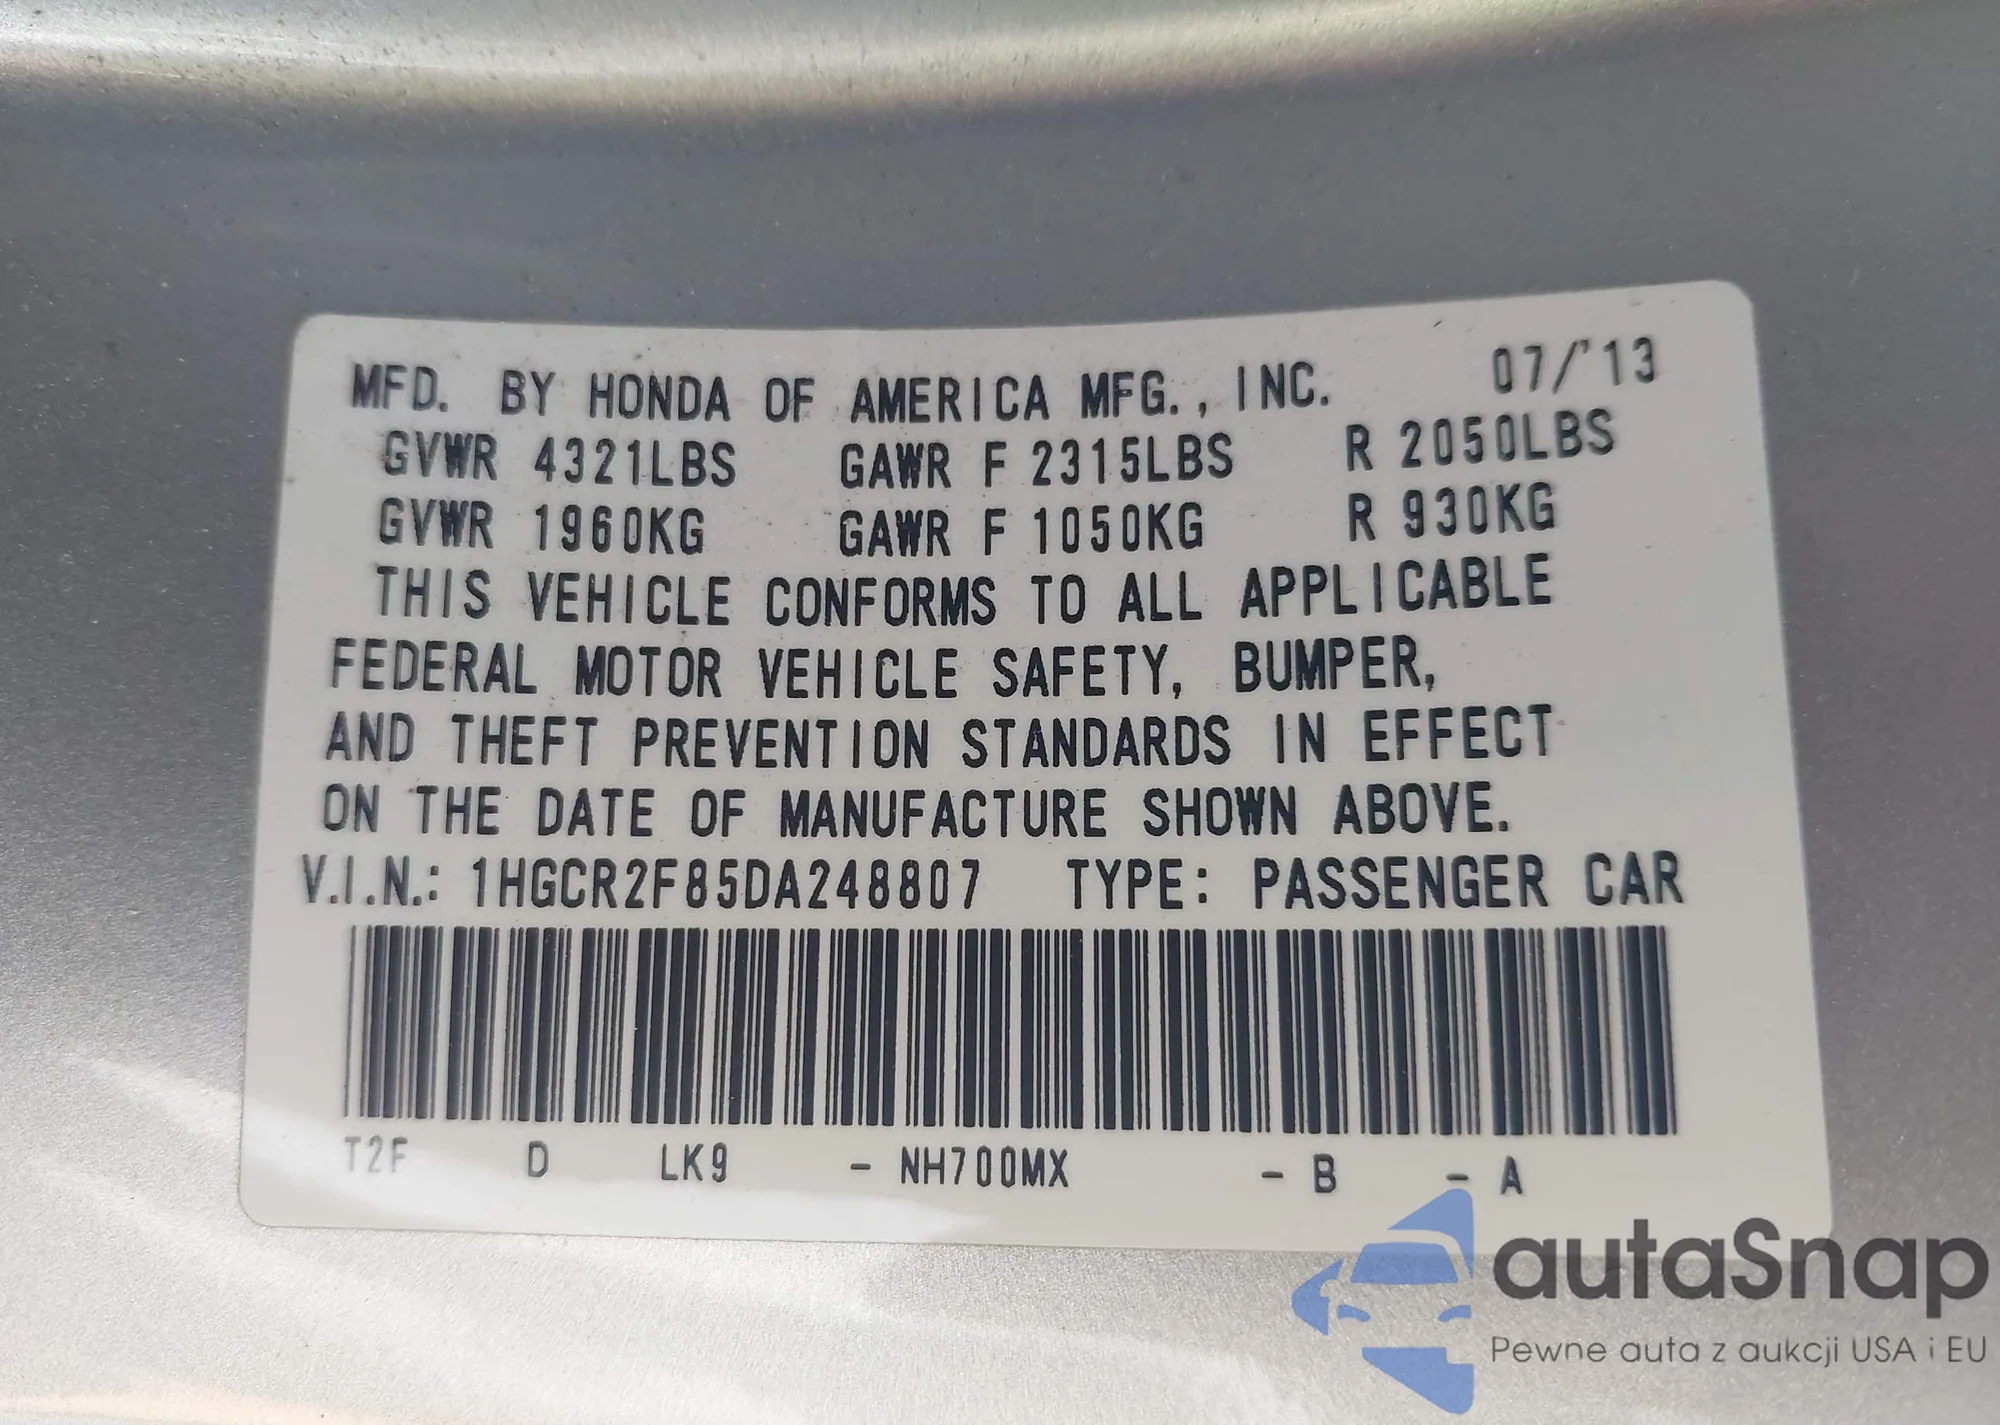 MFD. BY HONDA OF AMERICA MFG., INC. 07/'13
GVWR 4321LBS GAWR F 2315LBS R 2050LBS
GVWR 1960KG GAWR F 1050KG R 930KG
THIS VEHICLE CONFORMS TO ALL APPLICABLE
FEDERAL MOTOR VEHICLE SAFETY, BUMPER,
AND THEFT PREVENTION STANDARDS IN EFFECT
ON THE DATE OF MANUFACTURE SHOWN ABOVE.
V.I.N.: 1HGCR2F85DA248807 TYPE: PASSENGER CAR
T2F D LK9 - NH700MX - B - A
autaSnap
Pewne auta z aukcji USA i EU